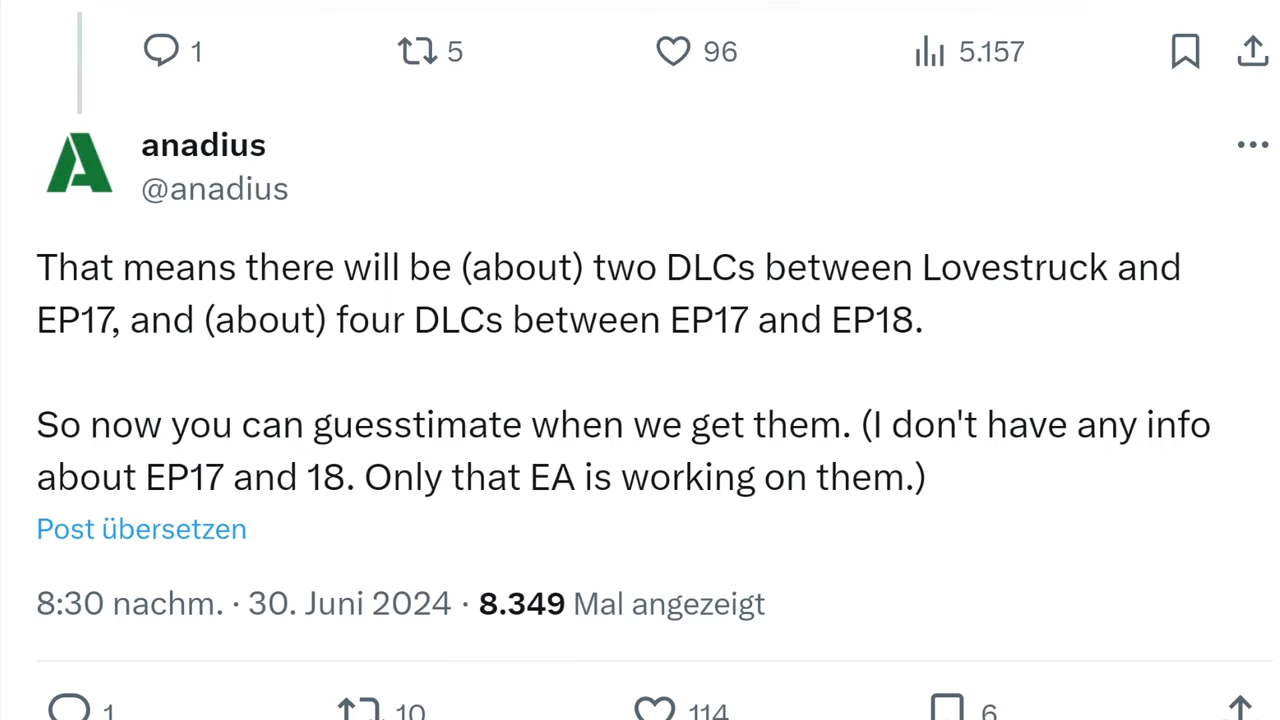 1 5 96 5.157
anadius
@anadius
That means there will be (about) two DLCs between Lovestruck and
EP17, and (about) four DLCs between EP17 and EP18.
So now you can guesstimate when we get them. (I don't have any info
about EP17 and 18. Only that EA is working on them.)
Post übersetzen
8:30 nachm. · 30. Juni 2024 · 8.349 Mal angezeigt
1 10 114 6